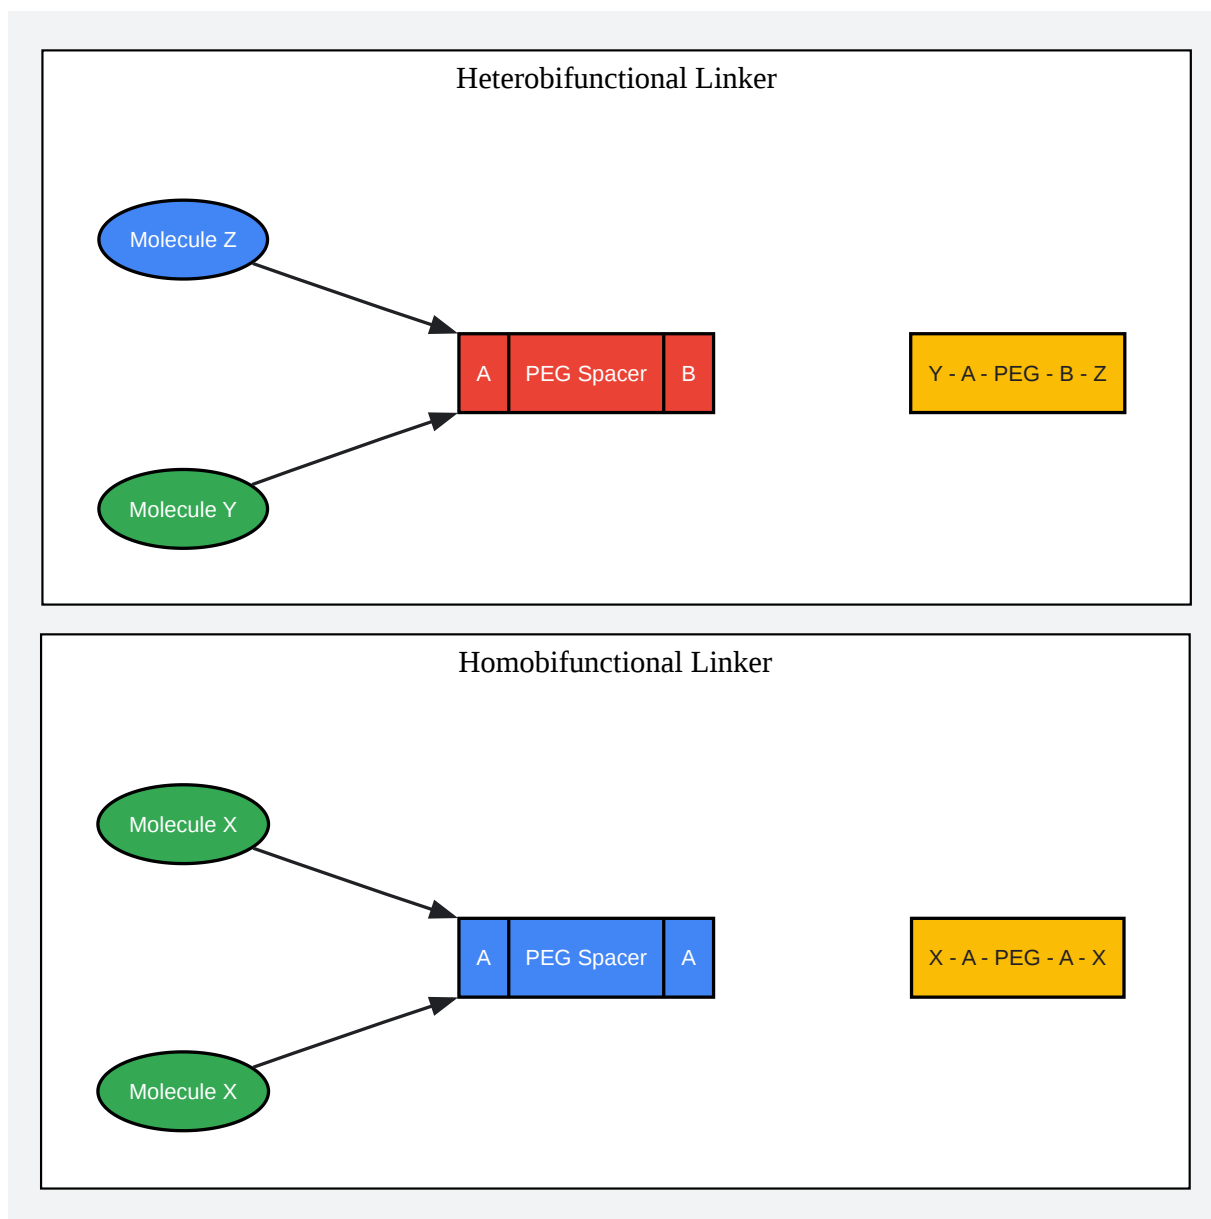 Heterobifunctional Linker
Molecule Z
A
PEG Spacer
B
Y - A - PEG - B - Z
Molecule Y
Homobifunctional Linker
Molecule X
A
PEG Spacer
A
X - A - PEG - A - X
Molecule X